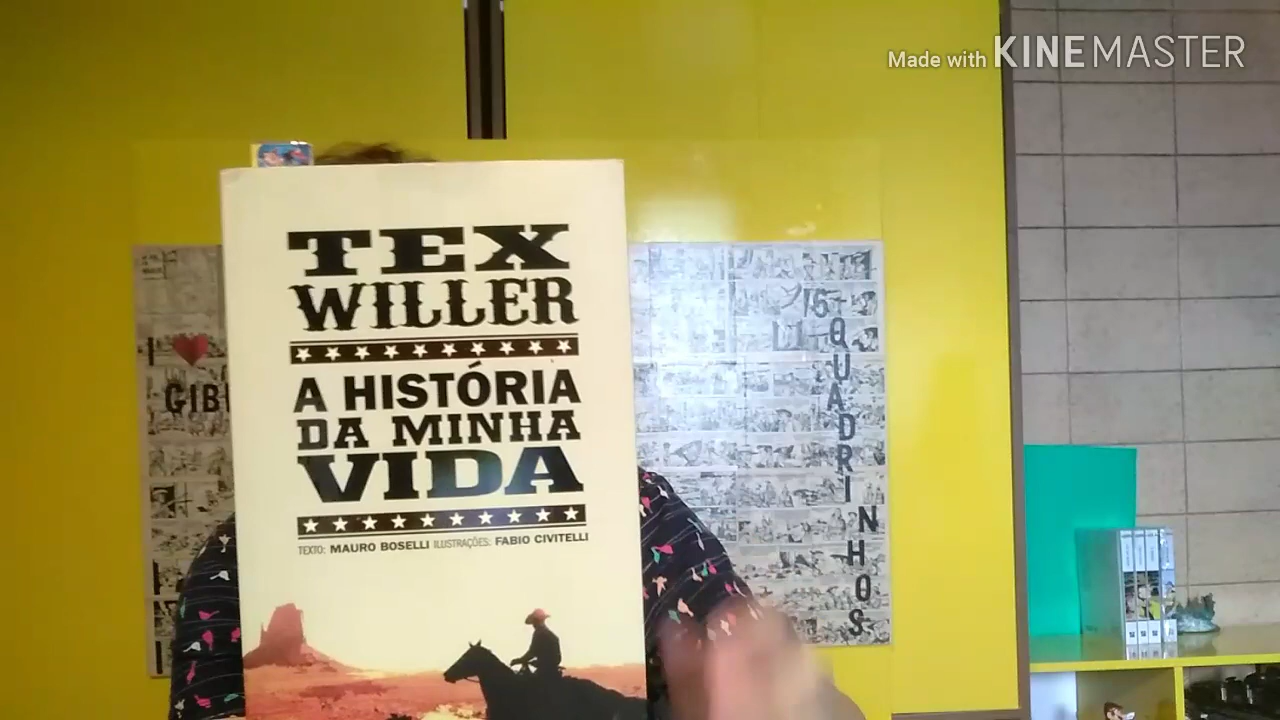 Made with KINEMASTER
TEX
WILLER
A HISTÓRIA
DA MINHA
VIDA
TEXTO: MAURO BOSELLI ILUSTRAÇÕES: FABIO CIVITELLI
I
GIBI
QUADRINHOS